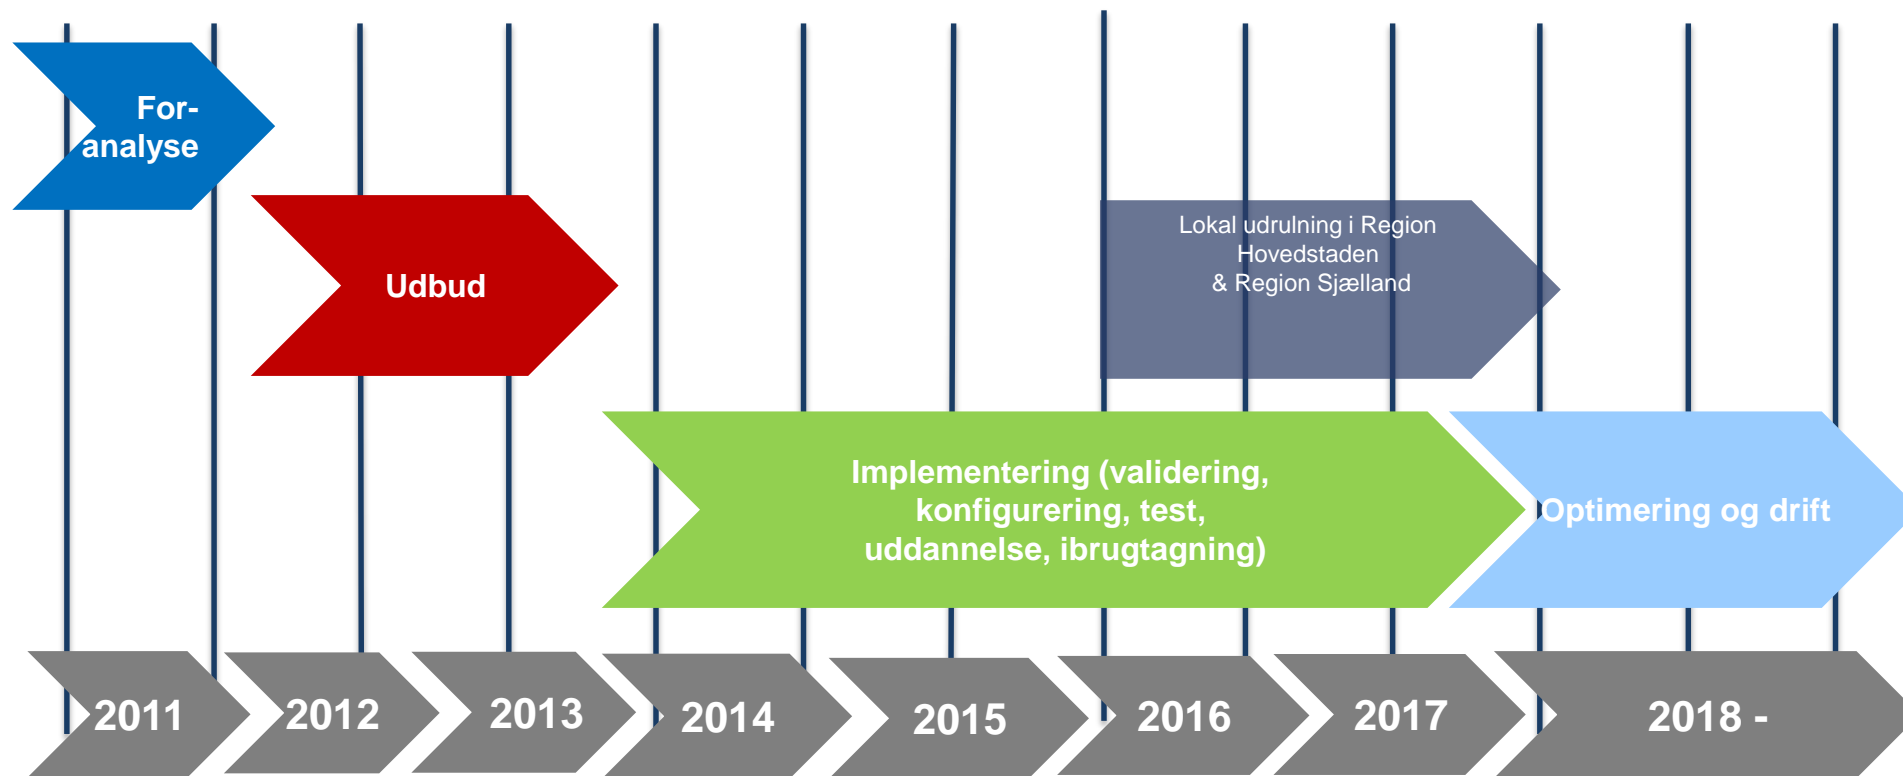 For-
analyse
Udbud
Lokal udrulning i Region
Hovedstaden
& Region Sjælland
Implementering (validering,
konfigurering, test,
uddannelse, ibrugtagning)
Optimering og drift
2011
2012
2013
2014
2015
2016
2017
2018 -